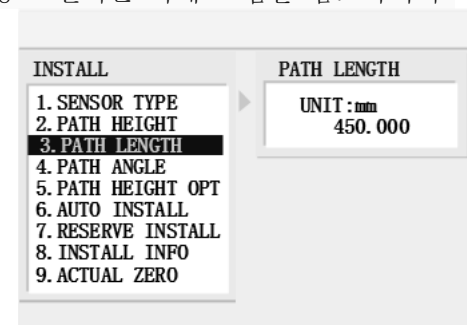 INSTALL
1. SENSOR TYPE
2. PATH HEIGHT
3. PATH LENGTH
4. PATH ANGLE
5. PATH HEIGHT OPT
6. AUTO INSTALL
7. RESERVE INSTALL
8. INSTALL INFO
9. ACTUAL ZERO
PATH LENGTH
UNIT:mm
450.000